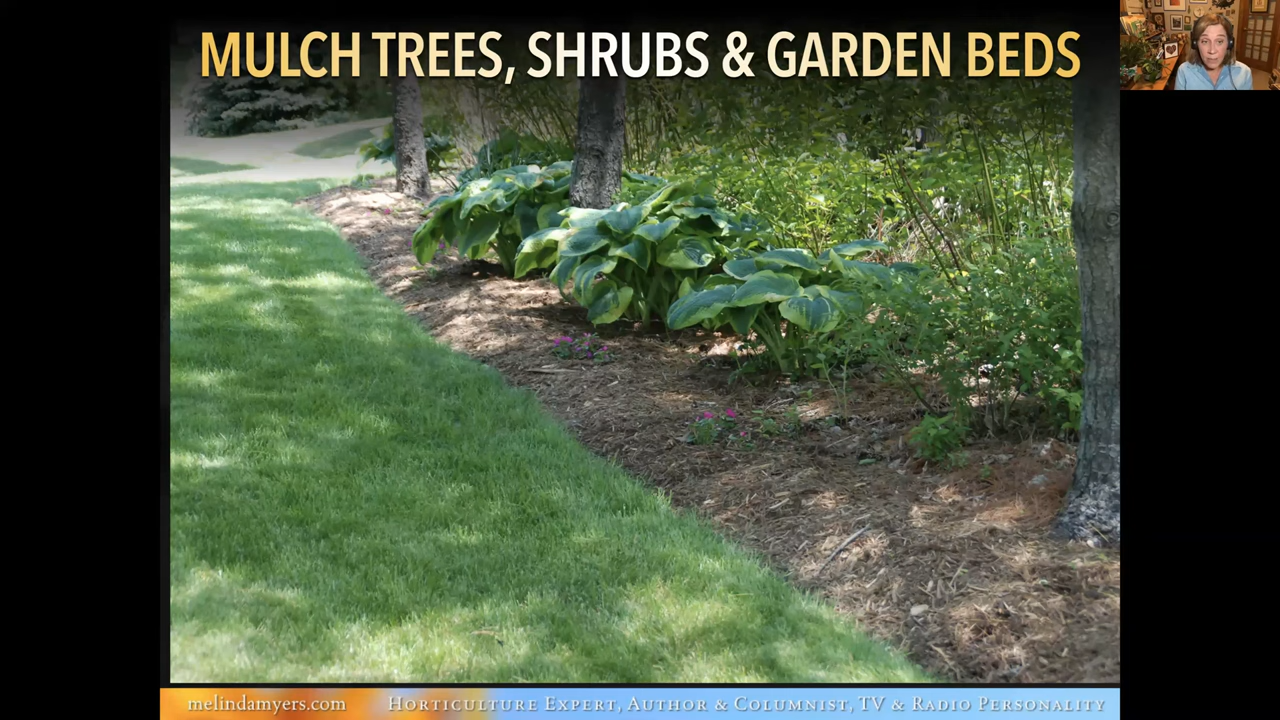 MULCH TREES, SHRUBS & GARDEN BEDS
melindamyers.com HORTICULTURE EXPERT, AUTHOR & COLUMNIST, TV & RADIO PERSONALITY